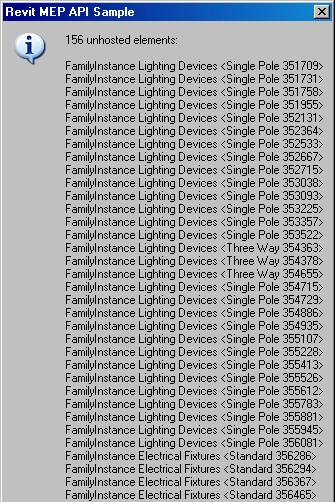 Revit MEP API Sample
156 unhosted elements:
FamilyInstance Lighting Devices <Single Pole 351709>
FamilyInstance Lighting Devices <Single Pole 351731>
FamilyInstance Lighting Devices <Single Pole 351758>
FamilyInstance Lighting Devices <Single Pole 351955>
FamilyInstance Lighting Devices <Single Pole 352131>
FamilyInstance Lighting Devices <Single Pole 352364>
FamilyInstance Lighting Devices <Single Pole 352533>
FamilyInstance Lighting Devices <Single Pole 352667>
FamilyInstance Lighting Devices <Single Pole 352715>
FamilyInstance Lighting Devices <Single Pole 353038>
FamilyInstance Lighting Devices <Single Pole 353093>
FamilyInstance Lighting Devices <Single Pole 353225>
FamilyInstance Lighting Devices <Single Pole 353357>
FamilyInstance Lighting Devices <Single Pole 353522>
FamilyInstance Lighting Devices <Three Way 354363>
FamilyInstance Lighting Devices <Three Way 354378>
FamilyInstance Lighting Devices <Three Way 354655>
FamilyInstance Lighting Devices <Single Pole 354715>
FamilyInstance Lighting Devices <Single Pole 354729>
FamilyInstance Lighting Devices <Single Pole 354886>
FamilyInstance Lighting Devices <Single Pole 354935>
FamilyInstance Lighting Devices <Single Pole 355107>
FamilyInstance Lighting Devices <Single Pole 355228>
FamilyInstance Lighting Devices <Single Pole 355413>
FamilyInstance Lighting Devices <Single Pole 355526>
FamilyInstance Lighting Devices <Single Pole 355612>
FamilyInstance Lighting Devices <Single Pole 355783>
FamilyInstance Lighting Devices <Single Pole 355881>
FamilyInstance Lighting Devices <Single Pole 355945>
FamilyInstance Lighting Devices <Single Pole 356081>
FamilyInstance Electrical Fixtures <Standard 356286>
FamilyInstance Electrical Fixtures <Standard 356294>
FamilyInstance Electrical Fixtures <Standard 356367>
FamilyInstance Electrical Fixtures <Standard 356465>